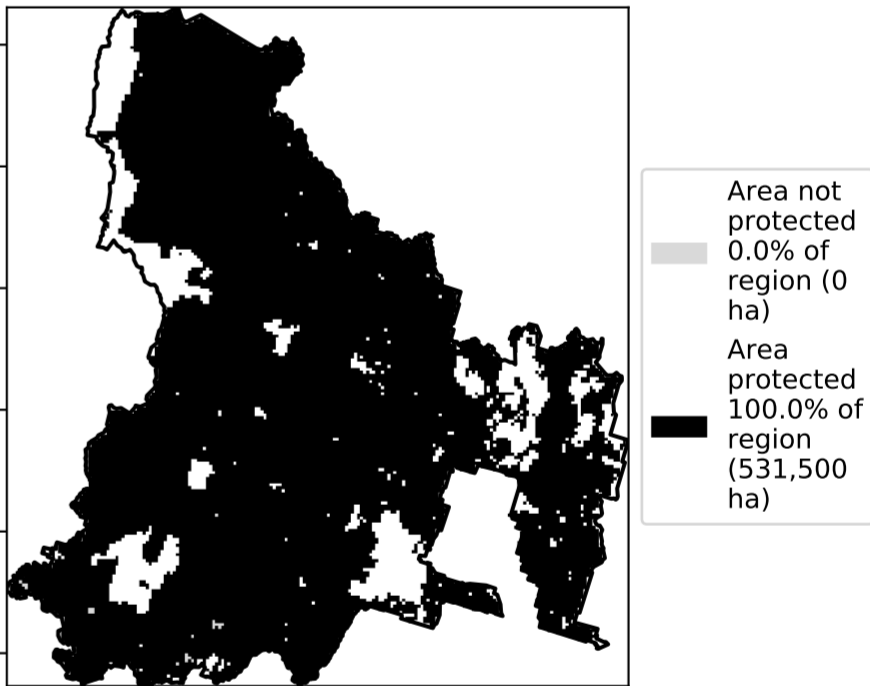 Area not
protected
0.0% of
region (0
ha)
Area
protected
100.0% of
region
(531,500
ha)